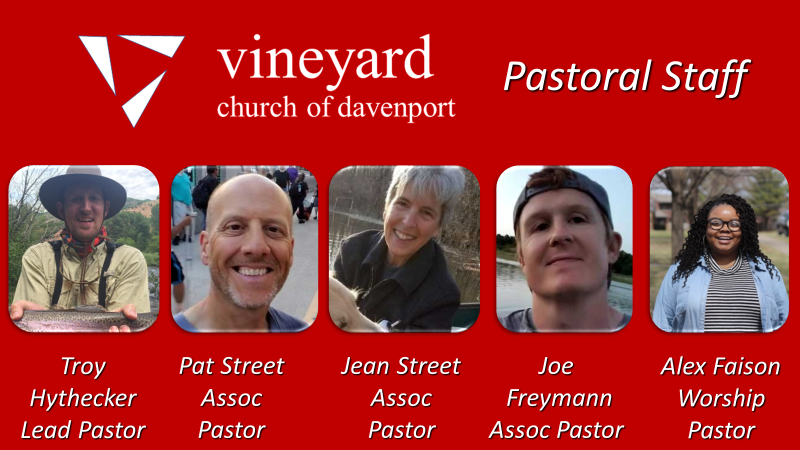 vineyard
church of davenport
Pastoral Staff
Troy
Hythecker
Lead Pastor
Pat Street
Assoc
Pastor
Jean Street
Assoc
Pastor
Joe
Freymann
Assoc Pastor
Alex Faison
Worship
Pastor